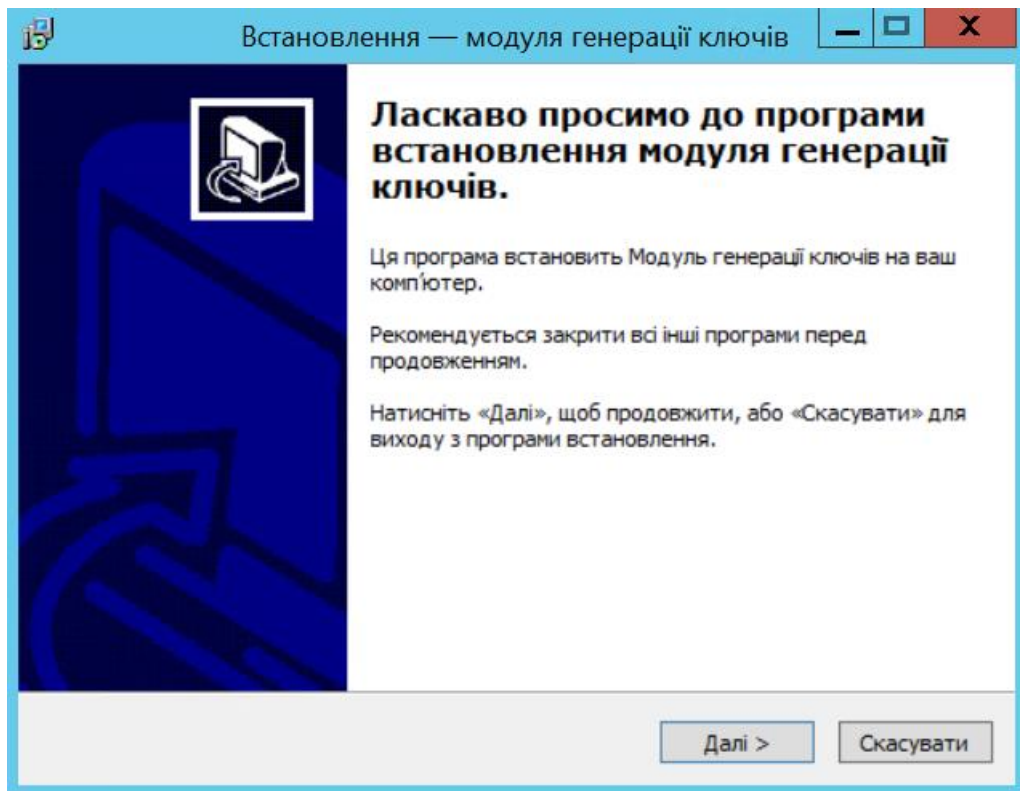 Встановлення — модуля генерації ключів
Ласкаво просимо до програми
встановлення модуля генерації
ключів.
Ця програма встановить Модуль генерації ключів на ваш
комп'ютер.
Рекомендується закрити всі інші програми перед
продовженням.
Натисніть «Далі», щоб продовжити, або «Скасувати» для
виходу з програми встановлення.
Далі >
Скасувати